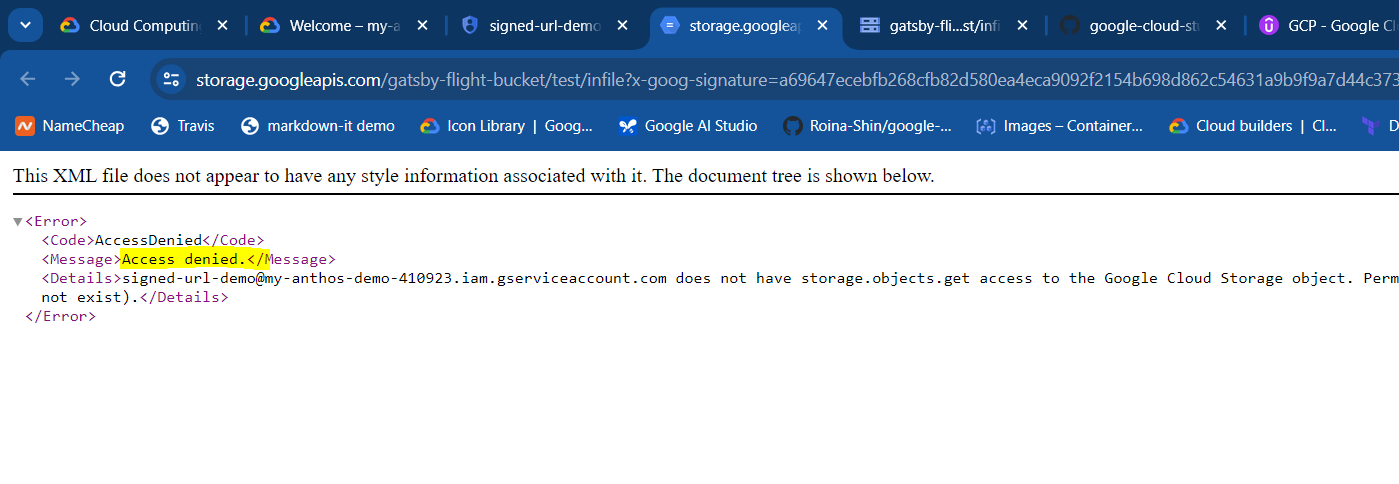 Cloud Computing
Welcome – my-a
signed-url-demo
storage.googleap
gatsby-fli...st/infi
google-cloud-st
GCP - Google Cl
storage.googleapis.com/gatsby-flight-bucket/test/infile?x-goog-signature=a69647ecebfb268cfb82d580ea4eca9092f2154b698d862c54631a9b9f9a7d44c373
NameCheap
Travis
markdown-it demo
Icon Library | Goog...
Google AI Studio
Roina-Shin/google-...
Images – Container...
Cloud builders | Cl...
D
This XML file does not appear to have any style information associated with it. The document tree is shown below.
<Error>
<Code>AccessDenied</Code>
<Message>Access denied.</Message>
<Details>signed-url-demo@my-anthos-demo-410923.iam.gserviceaccount.com does not have storage.objects.get access to the Google Cloud Storage object. Perm
not exist).</Details>
</Error>